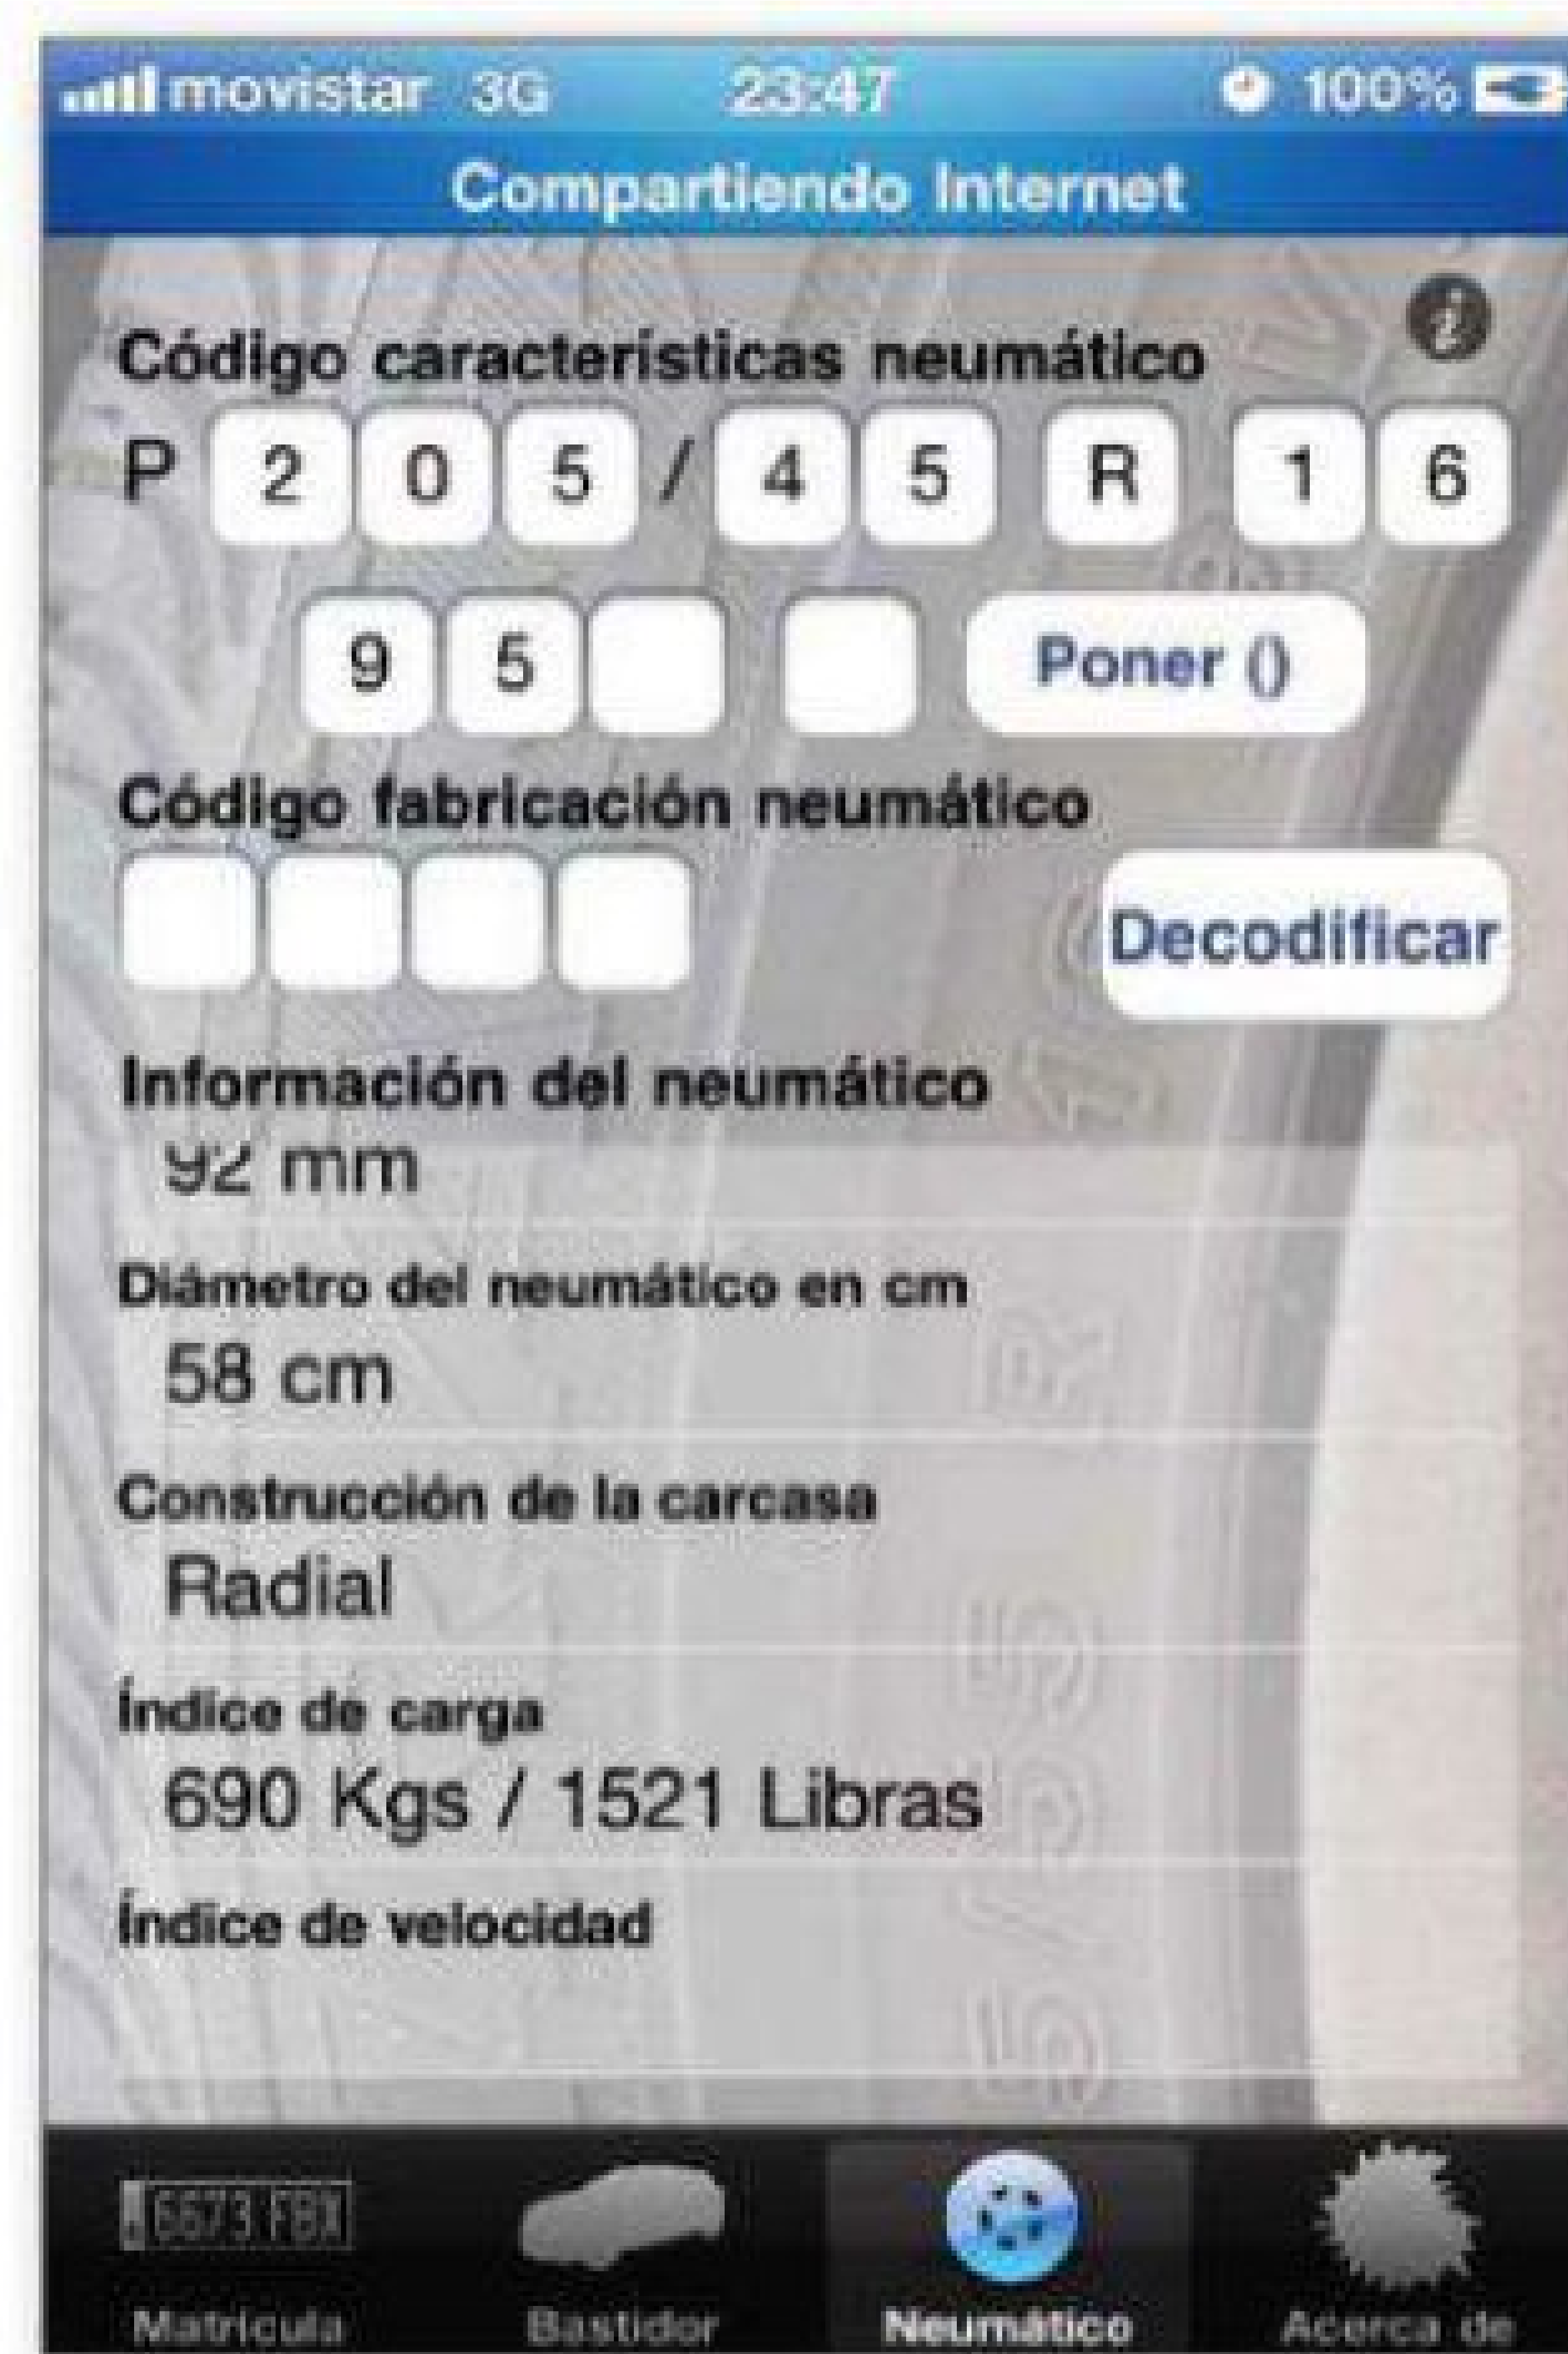 movistar 3G 23:47 100%
Compartiendo Internet
Código características neumático
P 2 0 5 / 4 5 R 1 6
9 5 Poner ()
Código fabricación neumático
Decodificar
Información del neumático
92 mm
Diámetro del neumático en cm
58 cm
Construcción de la carcasa
Radial
Índice de carga
690 Kgs / 1521 Libras
Índice de velocidad
6673 FBX
Matrícula Bastidor Neumático Acerca de